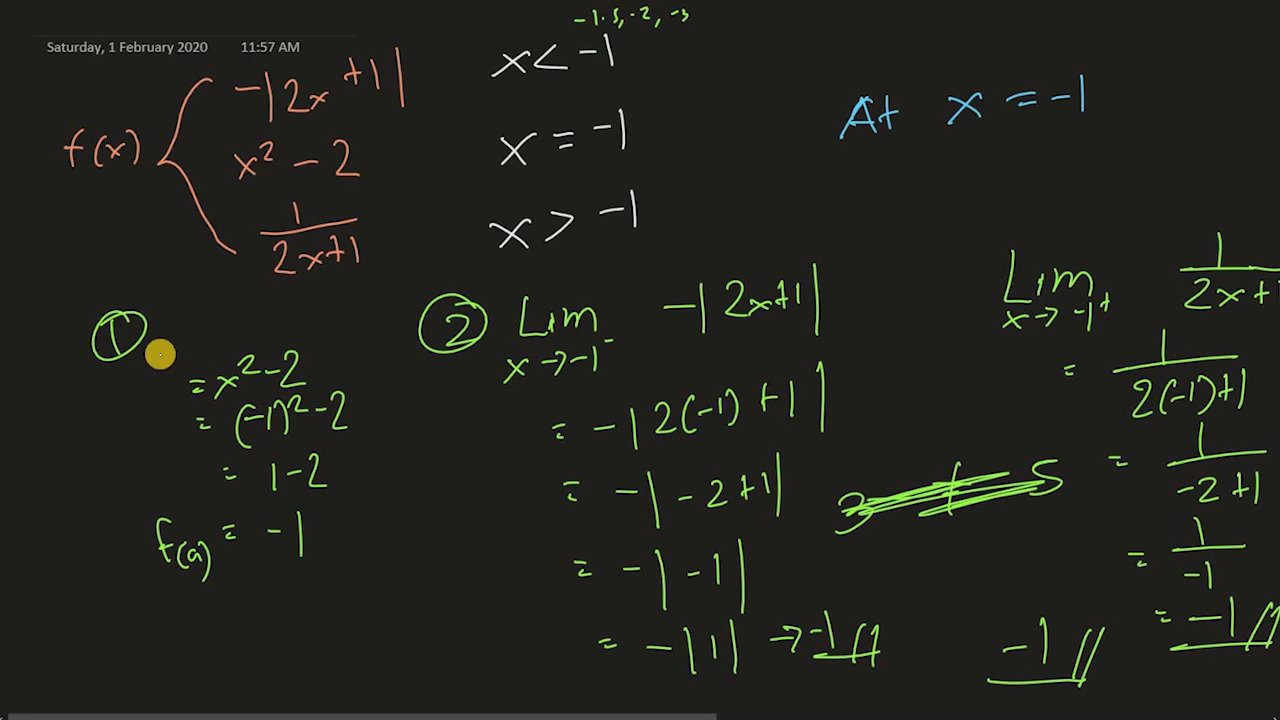 Saturday, 1 February 2020 11:57 AM
-1.5, -2, -3
f(x) { -|2x+1| x < -1
x² - 2 x = -1
1/(2x+1) x > -1
At x = -1
①
= x² - 2
= (-1)² - 2
= 1 - 2
f(a) = -1
② Lim x→-1⁻ -|2x+1|
= -|2(-1)+1|
= -|-2+1|
= -|-1|
= -|1| → -1 //
Lim x→-1⁺ 1/(2x+1
= 1/(2(-1)+1)
= 1/(-2+1)
= 1/-1
= -1 //
-1 //